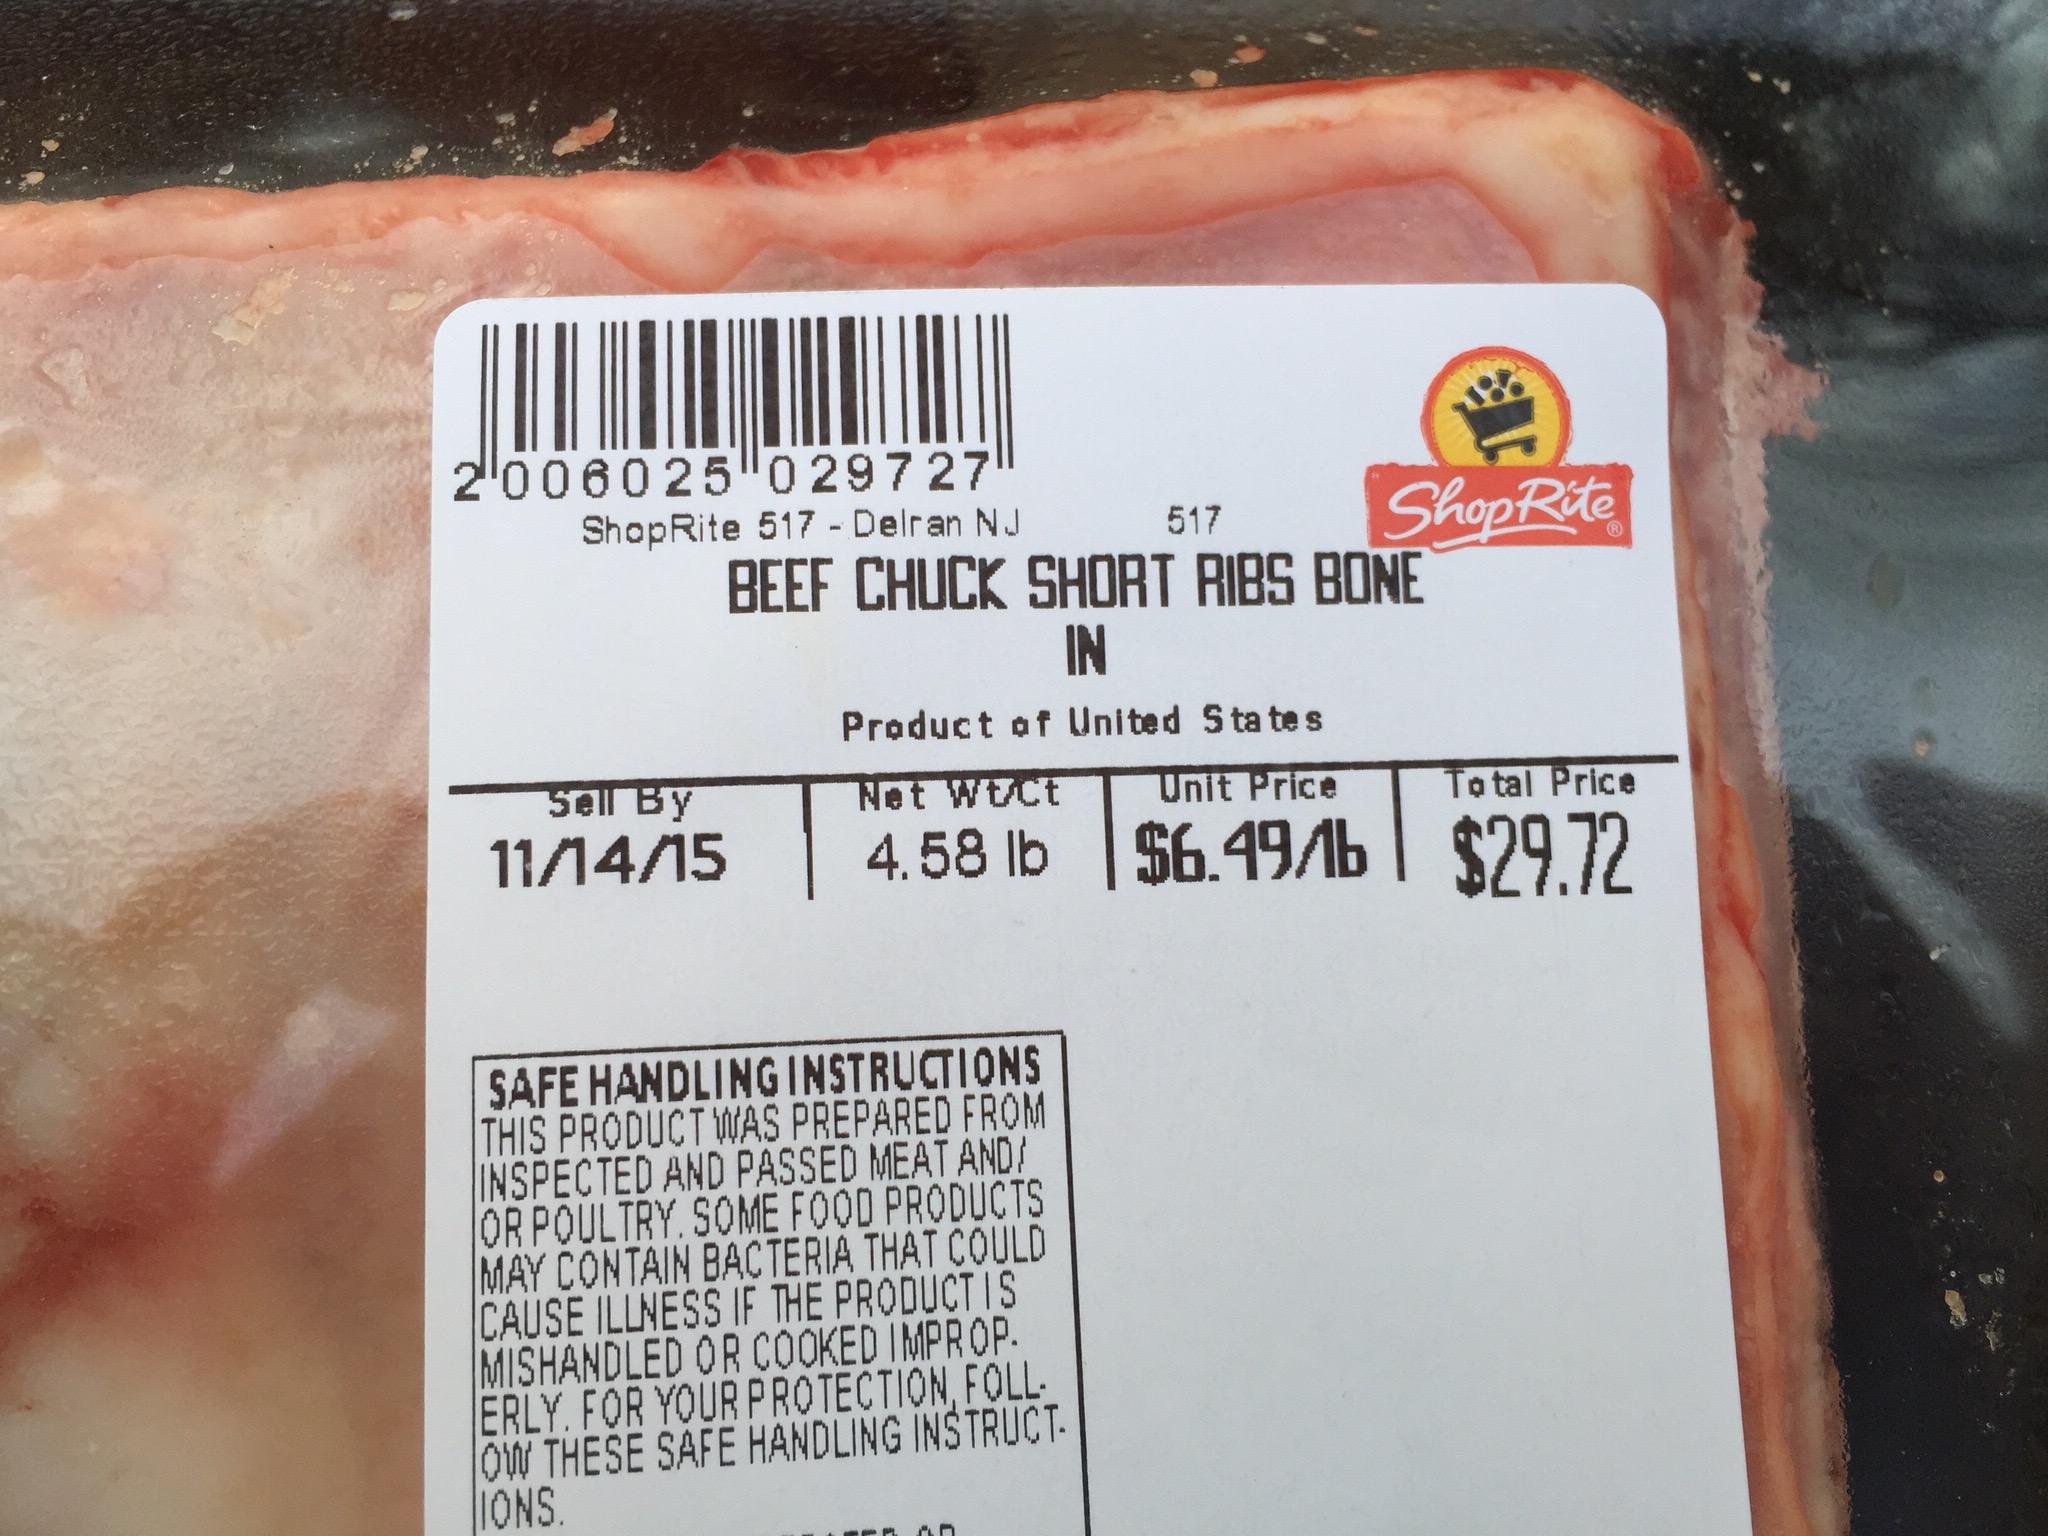 2 006025 029727
ShopRite 517 - Delran NJ 517
ShopRite®
BEEF CHUCK SHORT RIBS BONE
IN
Product of United States
Sell By Net Wt/Ct Unit Price Total Price
11/14/15 4.58 lb $6.49/lb $29.72
SAFE HANDLING INSTRUCTIONS
THIS PRODUCT WAS PREPARED FROM
INSPECTED AND PASSED MEAT AND/
OR POULTRY. SOME FOOD PRODUCTS
MAY CONTAIN BACTERIA THAT COULD
CAUSE ILLNESS IF THE PRODUCT IS
MISHANDLED OR COOKED IMPROP-
ERLY. FOR YOUR PROTECTION, FOLL-
OW THESE SAFE HANDLING INSTRUCT-
IONS.